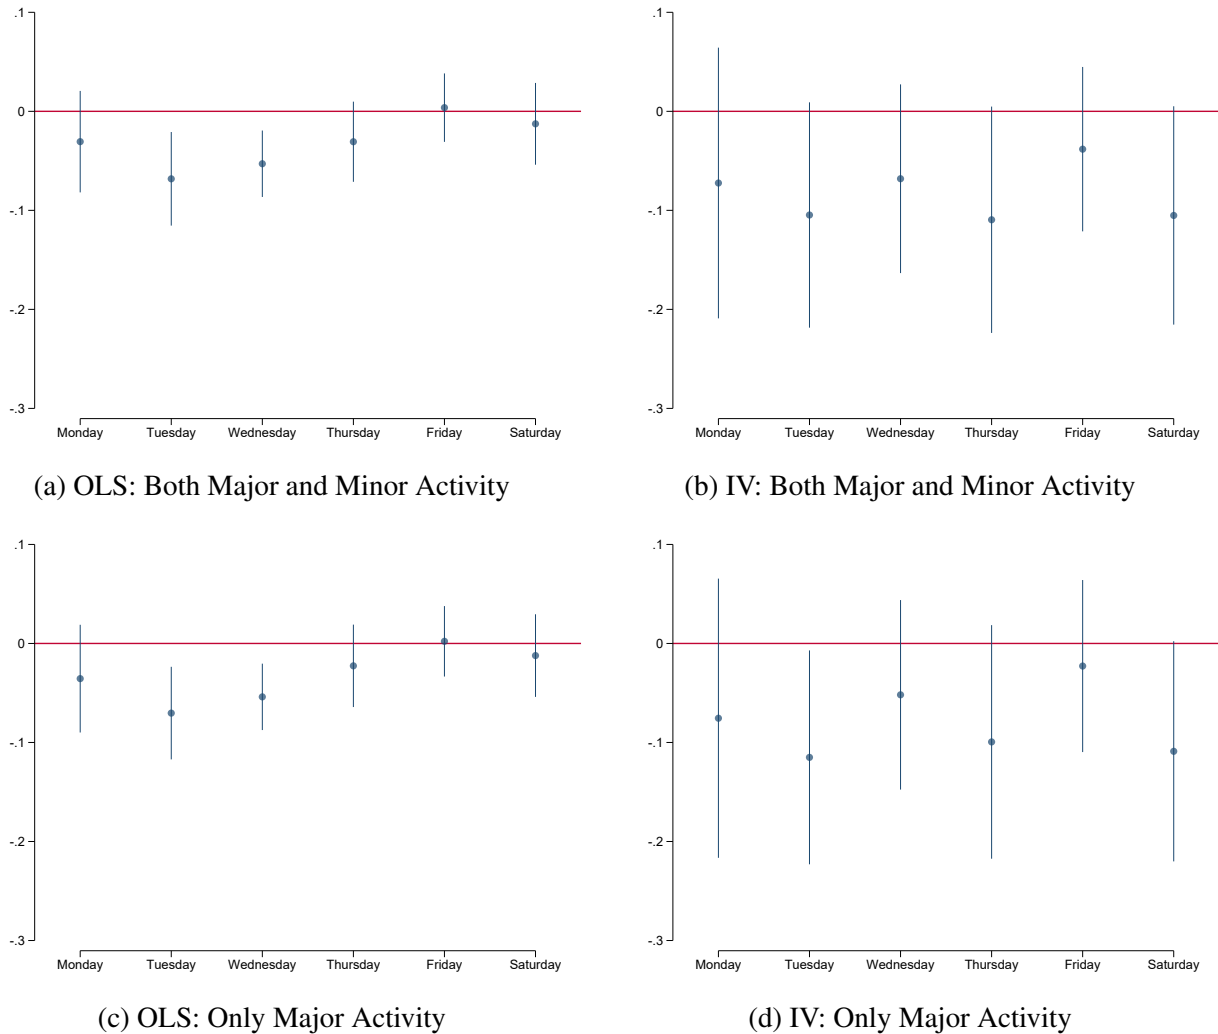 .1
0
-.1
-.2
-.3
Monday Tuesday Wednesday Thursday Friday Saturday
(a) OLS: Both Major and Minor Activity
.1
0
-.1
-.2
-.3
Monday Tuesday Wednesday Thursday Friday Saturday
(b) IV: Both Major and Minor Activity
.1
0
-.1
-.2
-.3
Monday Tuesday Wednesday Thursday Friday Saturday
(c) OLS: Only Major Activity
.1
0
-.1
-.2
-.3
Monday Tuesday Wednesday Thursday Friday Saturday
(d) IV: Only Major Activity